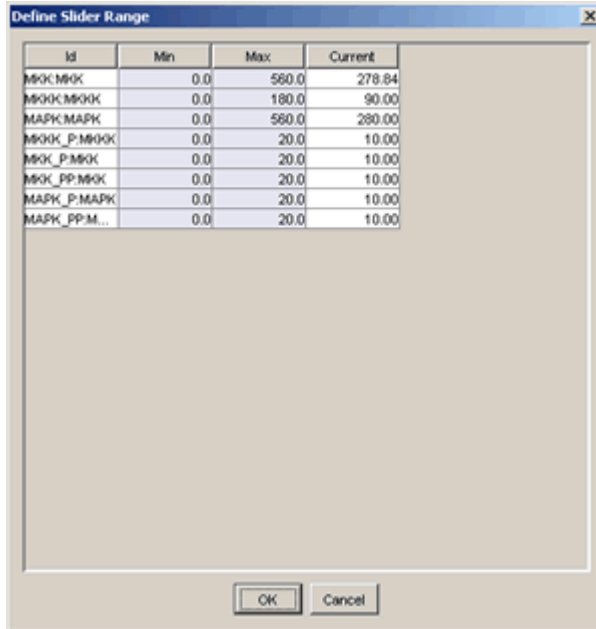 Define Slider Range
Id Min Max Current
MKK:MKK 0.0 560.0 278.84
MKKK:MKKK 0.0 180.0 90.00
MAPK:MAPK 0.0 560.0 280.00
MKKK_P:MKKK 0.0 20.0 10.00
MKK_P:MKK 0.0 20.0 10.00
MKK_PP:MKK 0.0 20.0 10.00
MAPK_P:MAPK 0.0 20.0 10.00
MAPK_PP:M... 0.0 20.0 10.00
OK Cancel